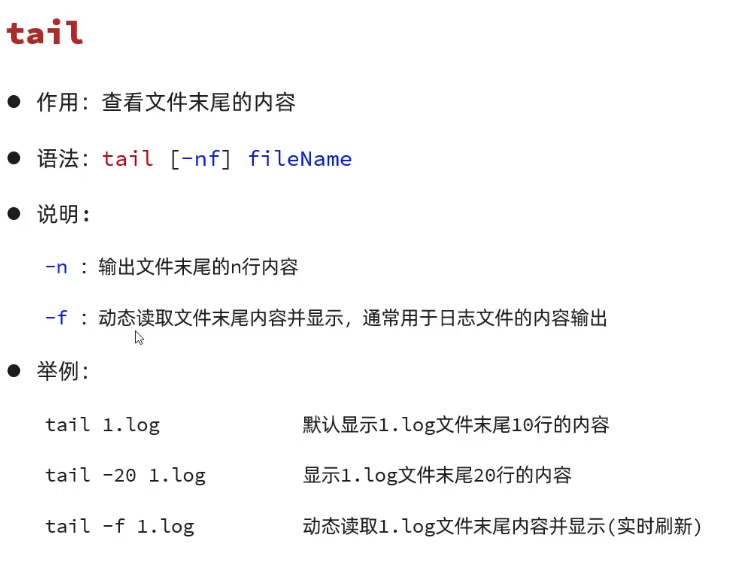 tail
● 作用：查看文件末尾的内容
● 语法：tail [-nf] fileName
● 说明:
-n : 输出文件末尾的n行内容
-f : 动态读取文件末尾内容并显示，通常用于日志文件的内容输出
● 举例:
tail 1.log 默认显示1.log文件末尾10行的内容
tail -20 1.log 显示1.log文件末尾20行的内容
tail -f 1.log 动态读取1.log文件末尾内容并显示(实时刷新)